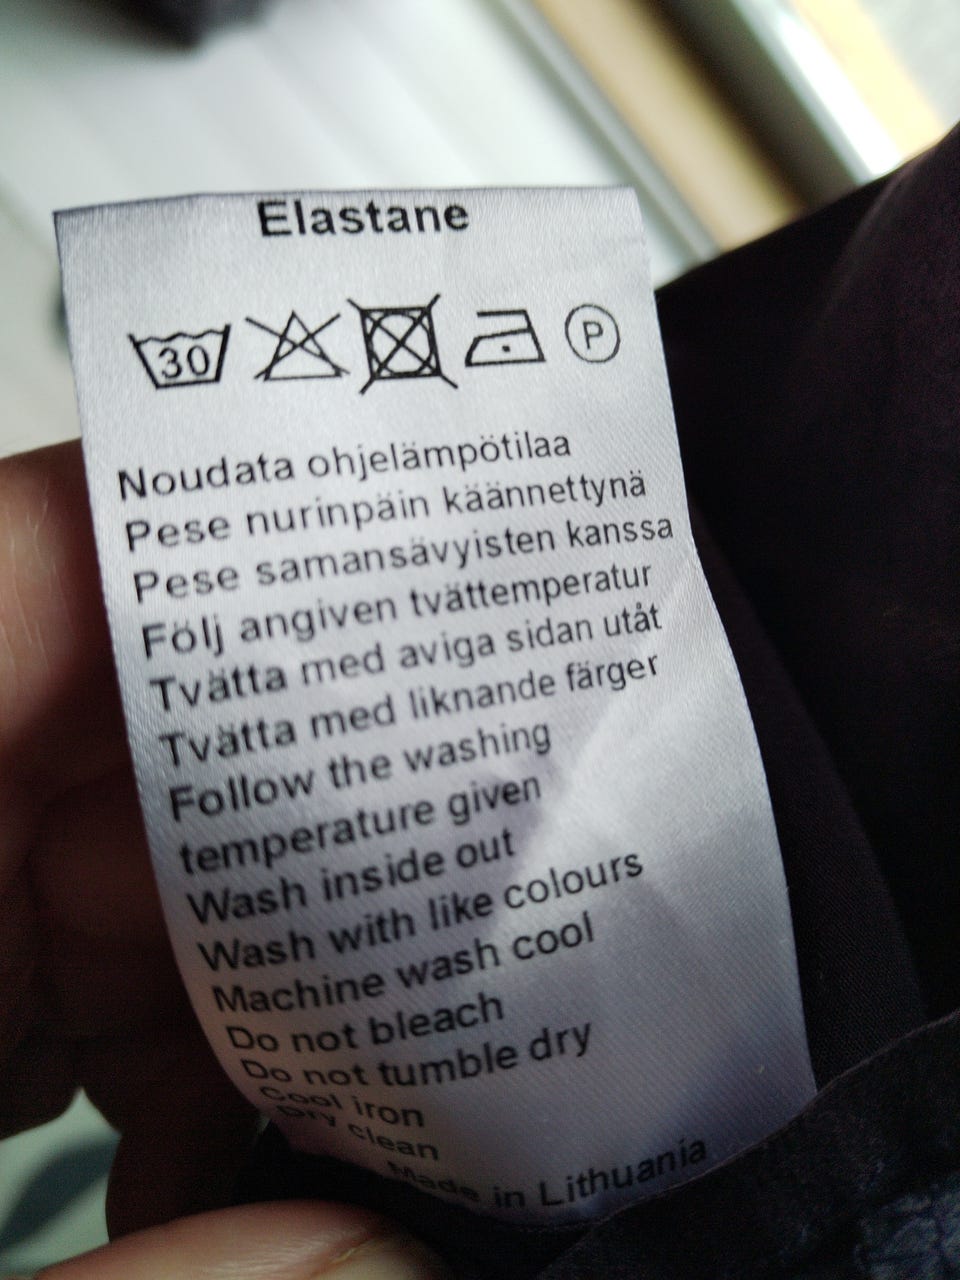 Elastane
30 P
Noudata ohjelämpötilaa
Pese nurinpäin käännettynä
Pese samansävyisten kanssa
Följ angiven tvättemperatur
Tvätta med aviga sidan utåt
Tvätta med liknande färger
Follow the washing
temperature given
Wash inside out
Wash with like colours
Machine wash cool
Do not bleach
Do not tumble dry
Cool iron
Dry clean
Made in Lithuania